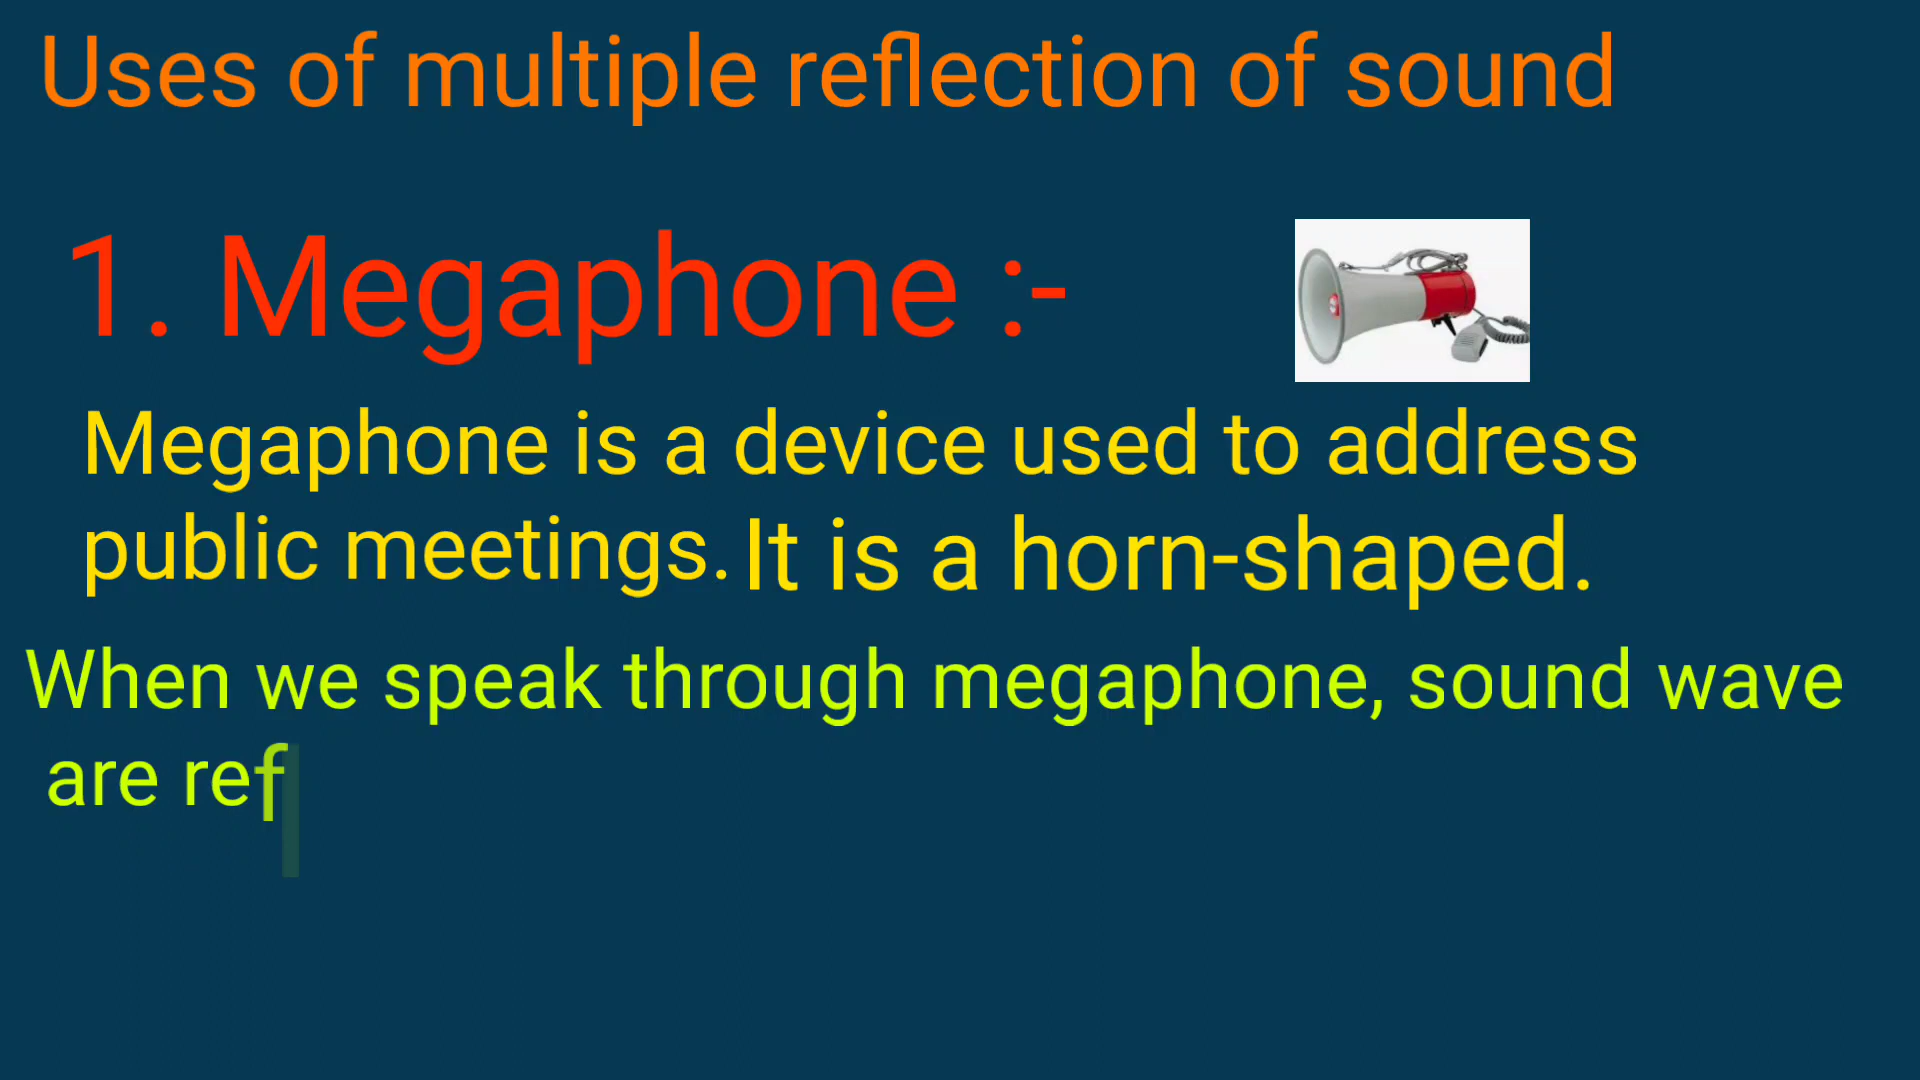 Uses of multiple reflection of sound
1. Megaphone :-
Megaphone is a device used to address
public meetings. It is a horn-shaped.
When we speak through megaphone, sound wave
are ref